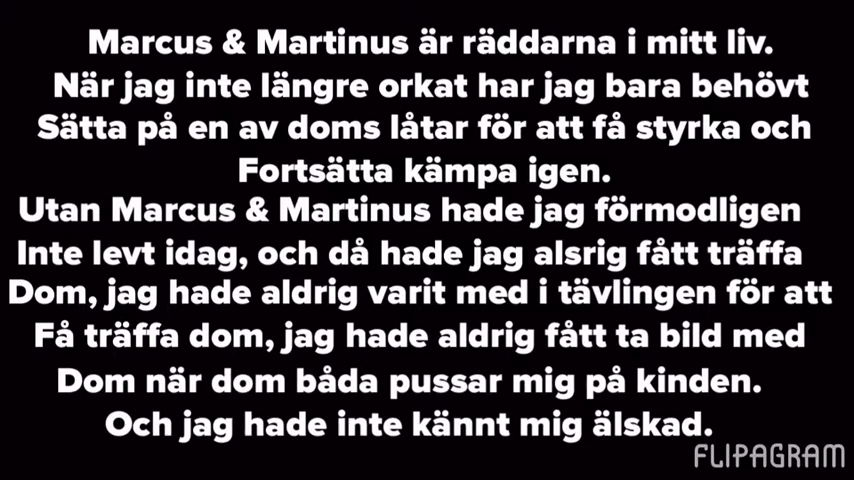 Marcus & Martinus är räddarna i mitt liv.
När jag inte längre orkat har jag bara behövt
Sätta på en av doms låtar för att få styrka och
Fortsätta kämpa igen.
Utan Marcus & Martinus hade jag förmodligen
Inte levt idag, och då hade jag alsrig fått träffa
Dom, jag hade aldrig varit med i tävlingen för att
Få träffa dom, jag hade aldrig fått ta bild med
Dom när dom båda pussar mig på kinden.
Och jag hade inte kännt mig älskad.
FLIPAGRAM